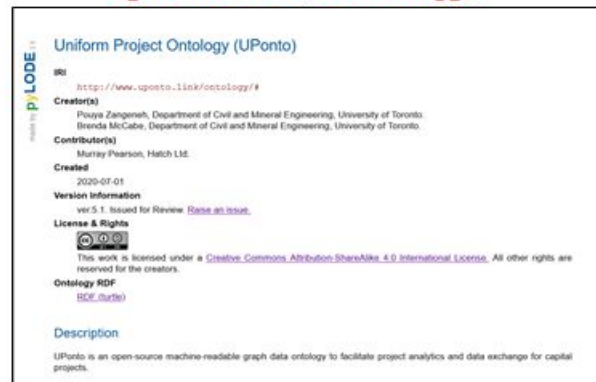 made by pyLODE
Uniform Project Ontology (UPonto)
IRI
http://www.uponto.link/ontology/#
Creator(s)
Pouya Zangeneh, Department of Civil and Mineral Engineering, University of Toronto.
Brenda McCabe, Department of Civil and Mineral Engineering, University of Toronto.
Contributor(s)
Murray Pearson, Hatch Ltd.
Created
2020-07-01
Version Information
ver.5.1. Issued for Review. Raise an issue.
License & Rights
This work is licensed under a Creative Commons Attribution-ShareAlike 4.0 International License. All other rights are
reserved for the creators.
Ontology RDF
RDF (turtle)
Description
UPonto is an open-source machine-readable graph data ontology to facilitate project analytics and data exchange for capital
projects.